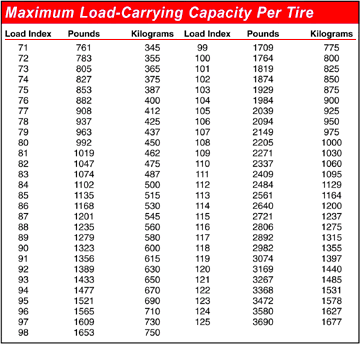 Maximum Load-Carrying Capacity Per Tire
Load Index Pounds Kilograms Load Index Pounds Kilograms
71 761 345 99 1709 775
72 783 355 100 1764 800
73 805 365 101 1819 825
74 827 375 102 1874 850
75 853 387 103 1929 875
76 882 400 104 1984 900
77 908 412 105 2039 925
78 937 425 106 2094 950
79 963 437 107 2149 975
80 992 450 108 2205 1000
81 1019 462 109 2271 1030
82 1047 475 110 2337 1060
83 1074 487 111 2409 1095
84 1102 500 112 2484 1129
85 1135 515 113 2561 1164
86 1168 530 114 2640 1200
87 1201 545 115 2721 1237
88 1235 560 116 2806 1275
89 1279 580 117 2892 1315
90 1323 600 118 2982 1355
91 1356 615 119 3074 1397
92 1389 630 120 3169 1440
93 1433 650 121 3267 1485
94 1477 670 122 3368 1531
95 1521 690 123 3472 1578
96 1565 710 124 3580 1627
97 1609 730 125 3690 1677
98 1653 750